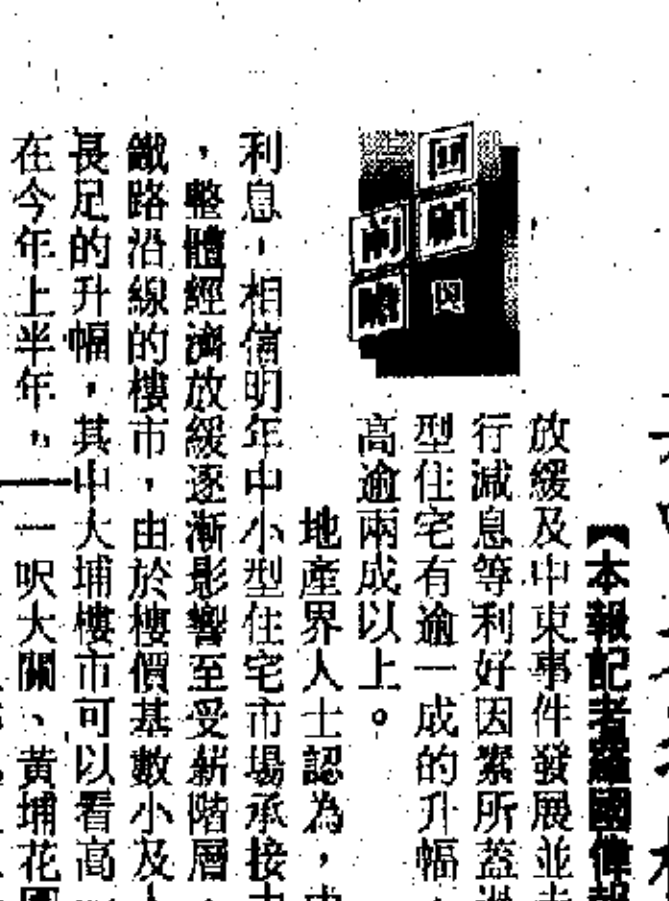 回顧與前瞻
【本報記者羅國偉報
放緩及中東事件發展並未
行減息等利好因素所蓋過
型住宅有逾一成的升幅，
高逾兩成以上。
地產界人士認為，由
利息，相信明年中小型住宅市場承接力
，整體經濟放緩逐漸影響至受薪階層，
鐵路沿線的樓市，由於樓價基數小及
長足的升幅，其中大埔樓市可以看高
在今年上半年，一呎大關、黃埔花園